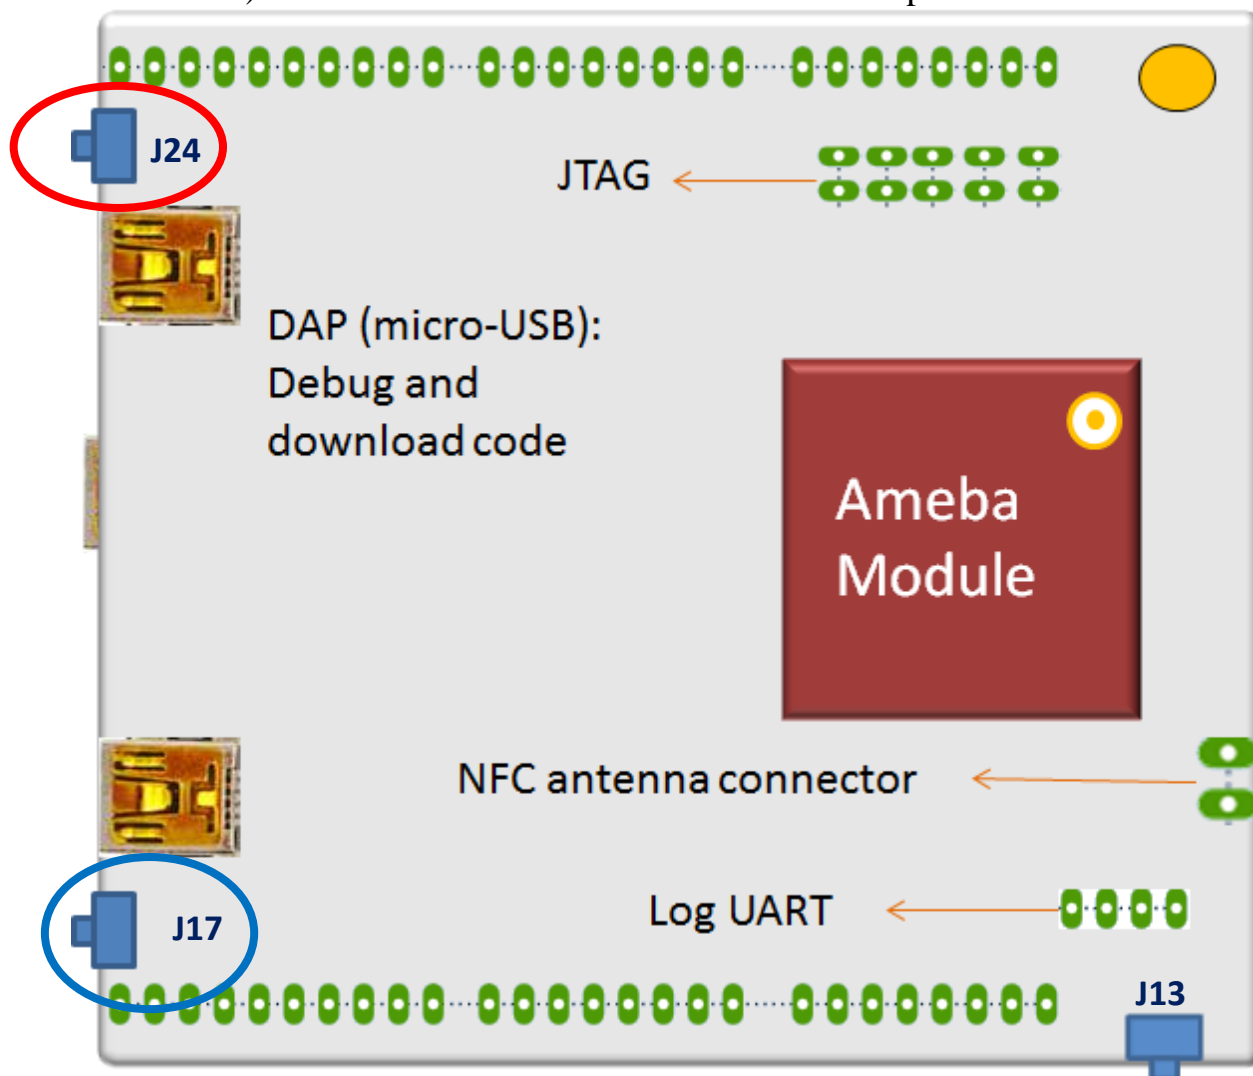 J24
JTAG
DAP (micro-USB):
Debug and
download code
Ameba
Module
NFC antenna connector
Log UART
J17
J13